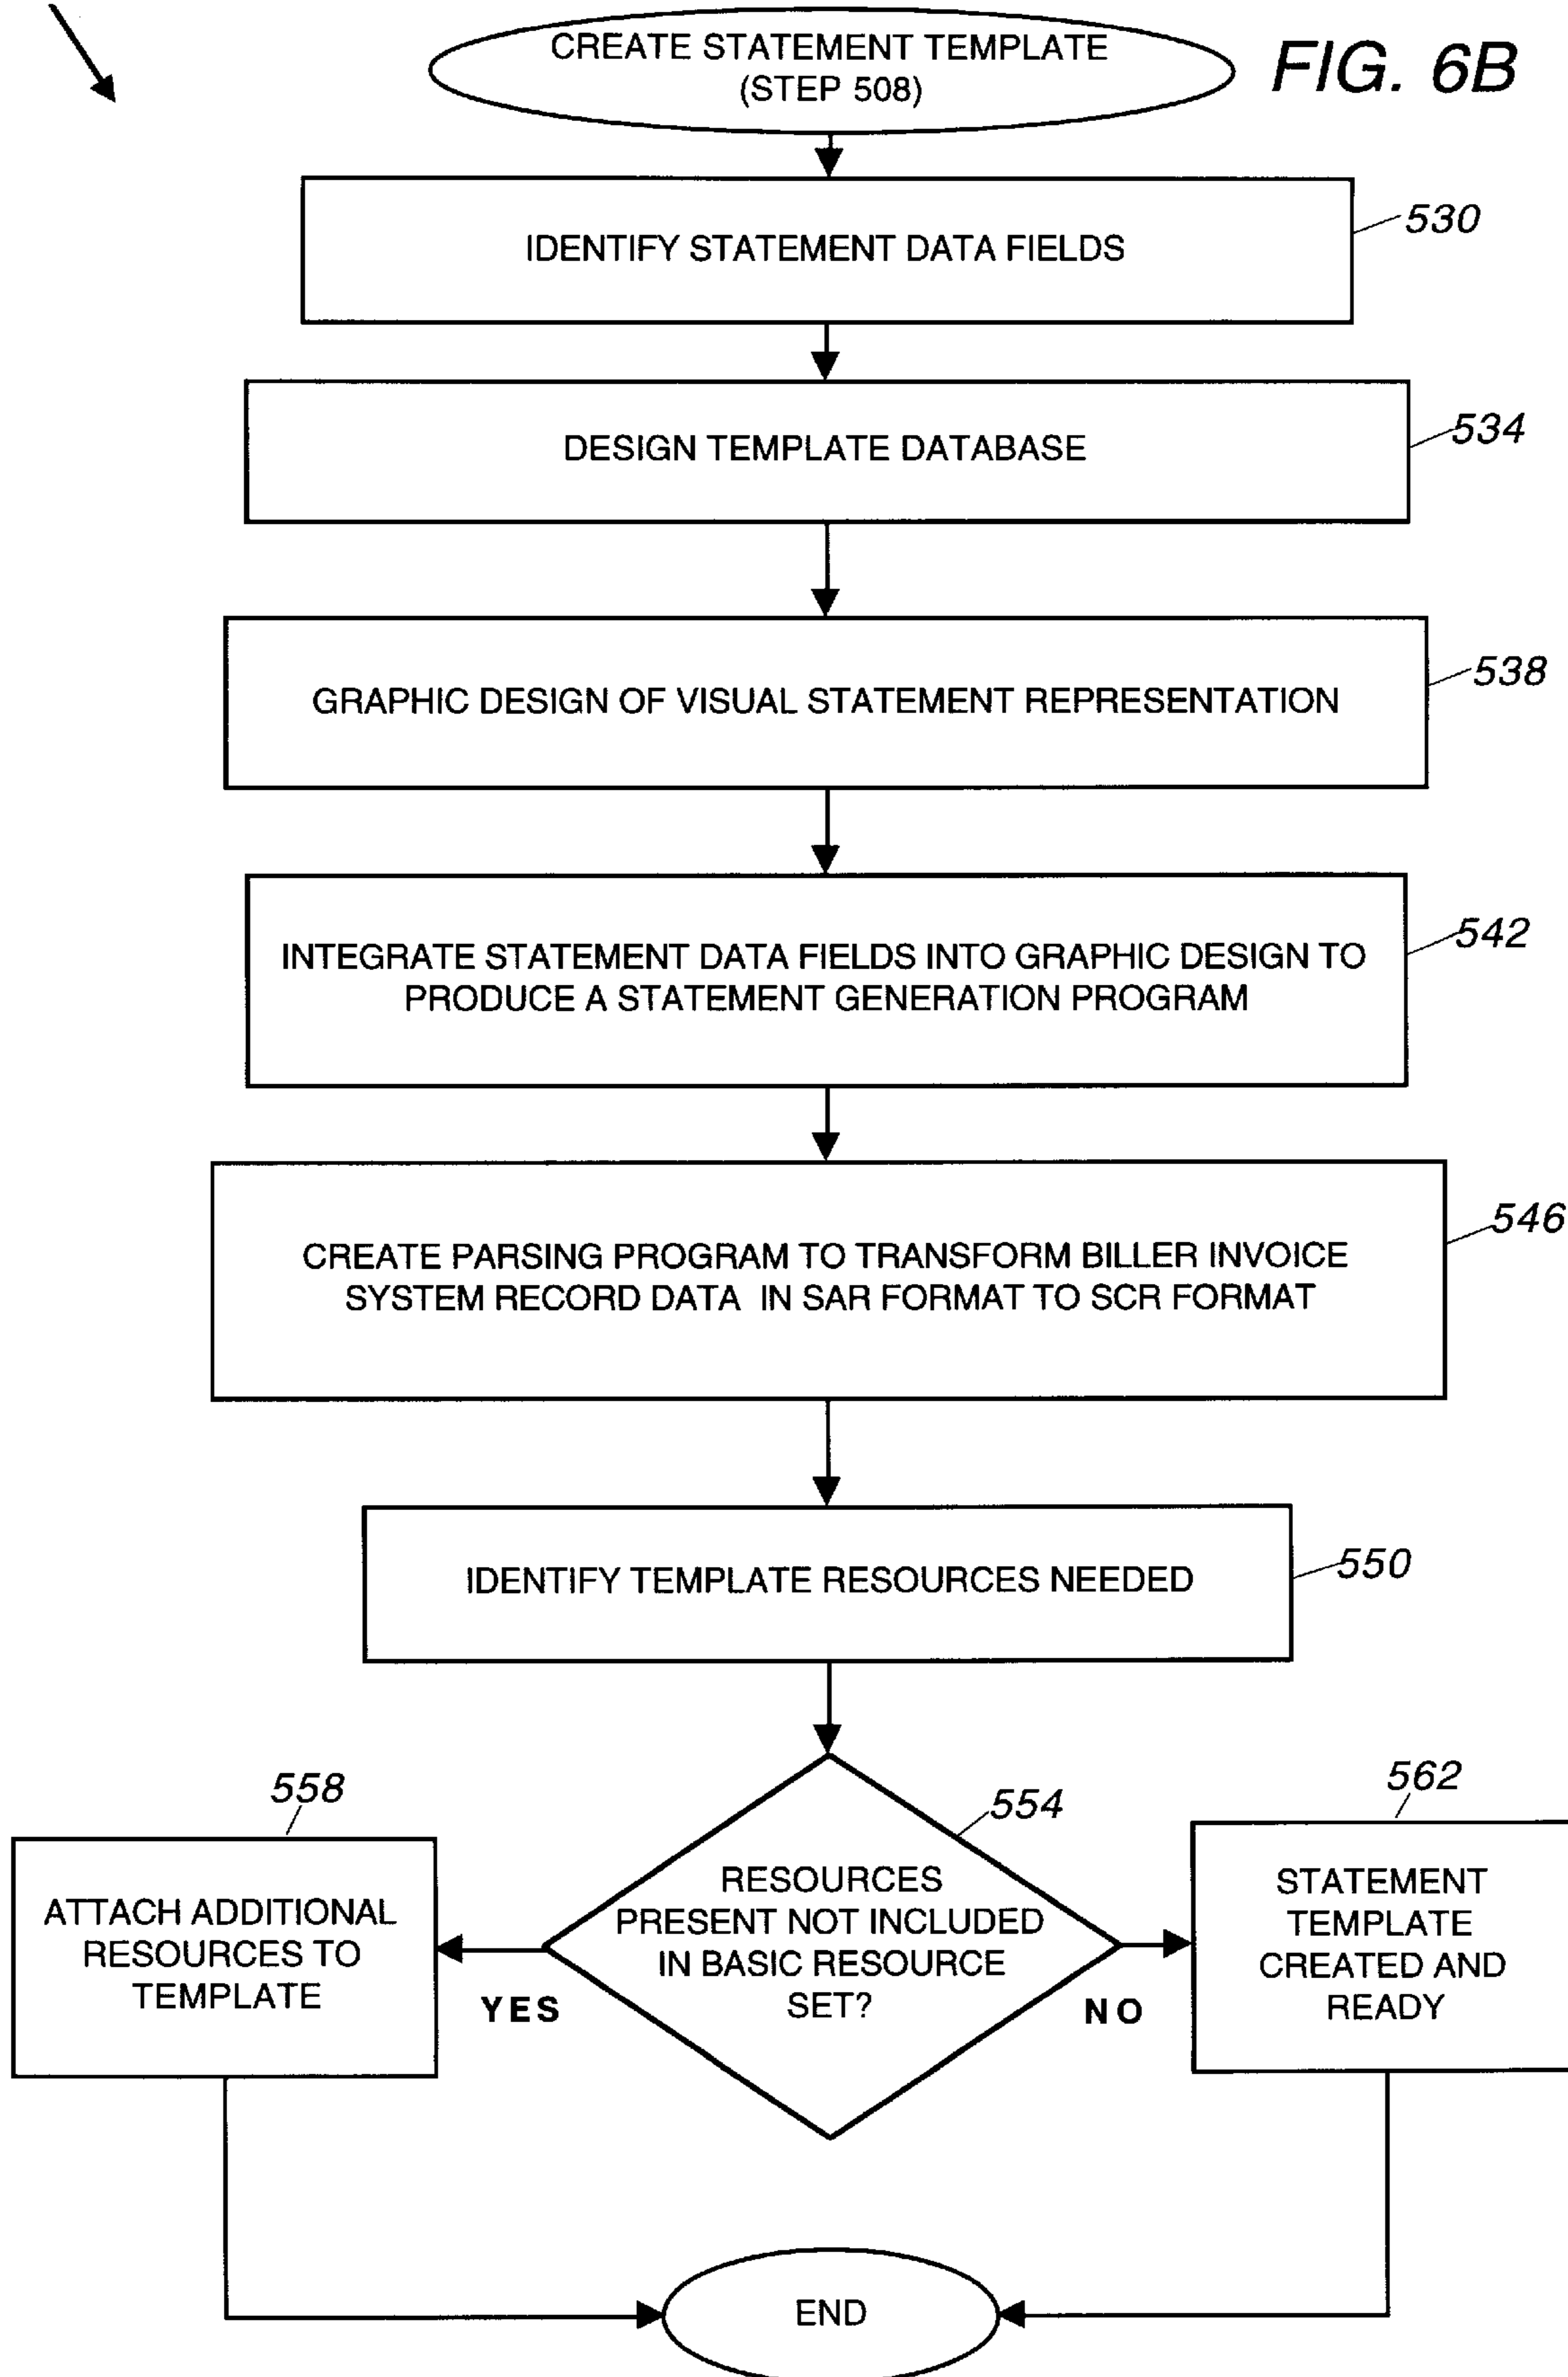 CREATE STATEMENT TEMPLATE
(STEP 508)
FIG. 6B
IDENTIFY STATEMENT DATA FIELDS
530
DESIGN TEMPLATE DATABASE
534
GRAPHIC DESIGN OF VISUAL STATEMENT REPRESENTATION
538
INTEGRATE STATEMENT DATA FIELDS INTO GRAPHIC DESIGN TO
PRODUCE A STATEMENT GENERATION PROGRAM
542
CREATE PARSING PROGRAM TO TRANSFORM BILLER INVOICE
SYSTEM RECORD DATA IN SAR FORMAT TO SCR FORMAT
546
IDENTIFY TEMPLATE RESOURCES NEEDED
550
554
RESOURCES
PRESENT NOT INCLUDED
IN BASIC RESOURCE
SET?
558
ATTACH ADDITIONAL
RESOURCES TO
TEMPLATE
YES
NO
562
STATEMENT
TEMPLATE
CREATED AND
READY
END